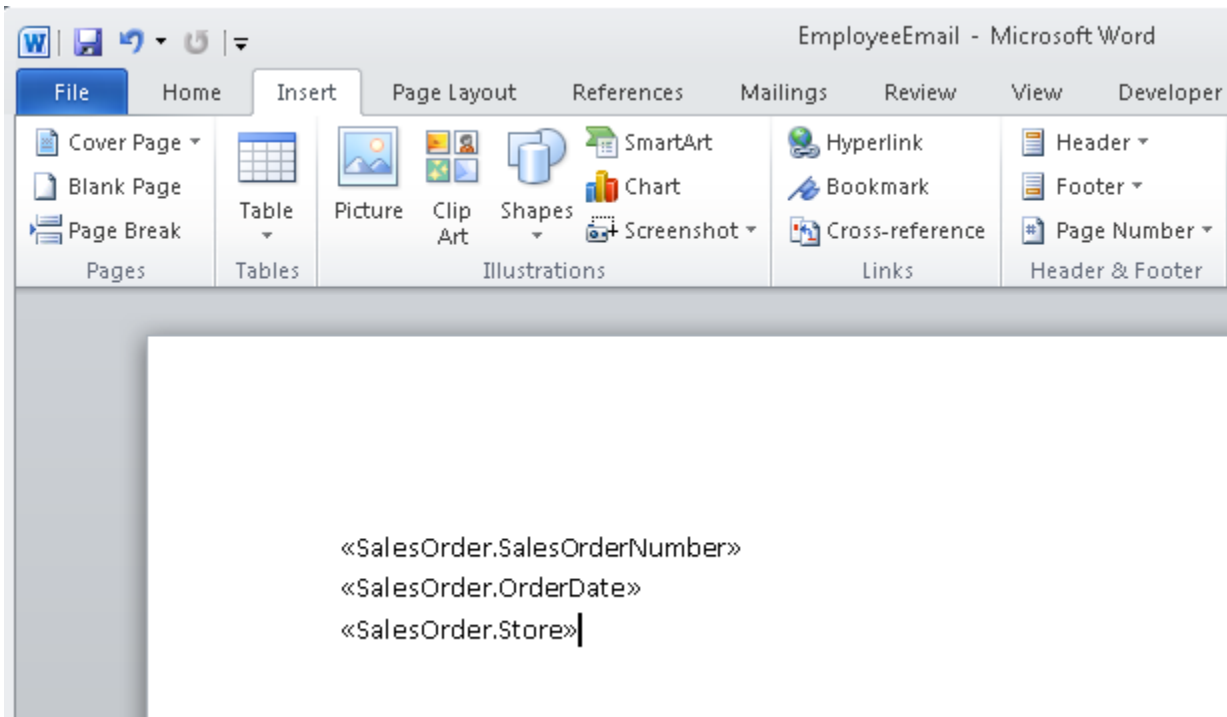 EmployeeEmail - Microsoft Word
File Home Insert Page Layout References Mailings Review View Developer
Cover Page
Blank Page
Page Break
Pages
Table
Tables
Picture
Clip
Art
Shapes
SmartArt
Chart
Screenshot
Illustrations
Hyperlink
Bookmark
Cross-reference
Links
Header
Footer
Page Number
Header & Footer
«SalesOrder.SalesOrderNumber»
«SalesOrder.OrderDate»
«SalesOrder.Store»